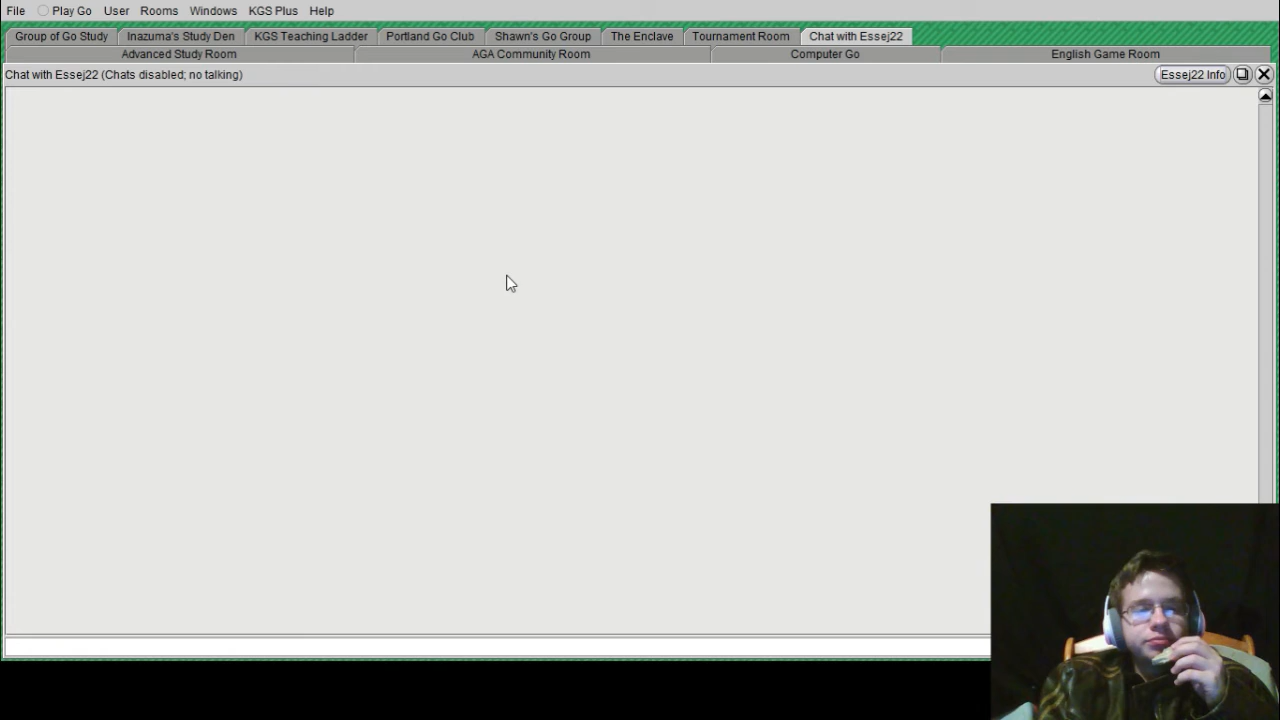 File Play Go User Rooms Windows KGS Plus Help
Group of Go Study Inazuma's Study Den KGS Teaching Ladder Portland Go Club Shawn's Go Group The Enclave Tournament Room Chat with Essej22
Advanced Study Room AGA Community Room Computer Go English Game Room
Chat with Essej22 (Chats disabled; no talking) Essej22 Info